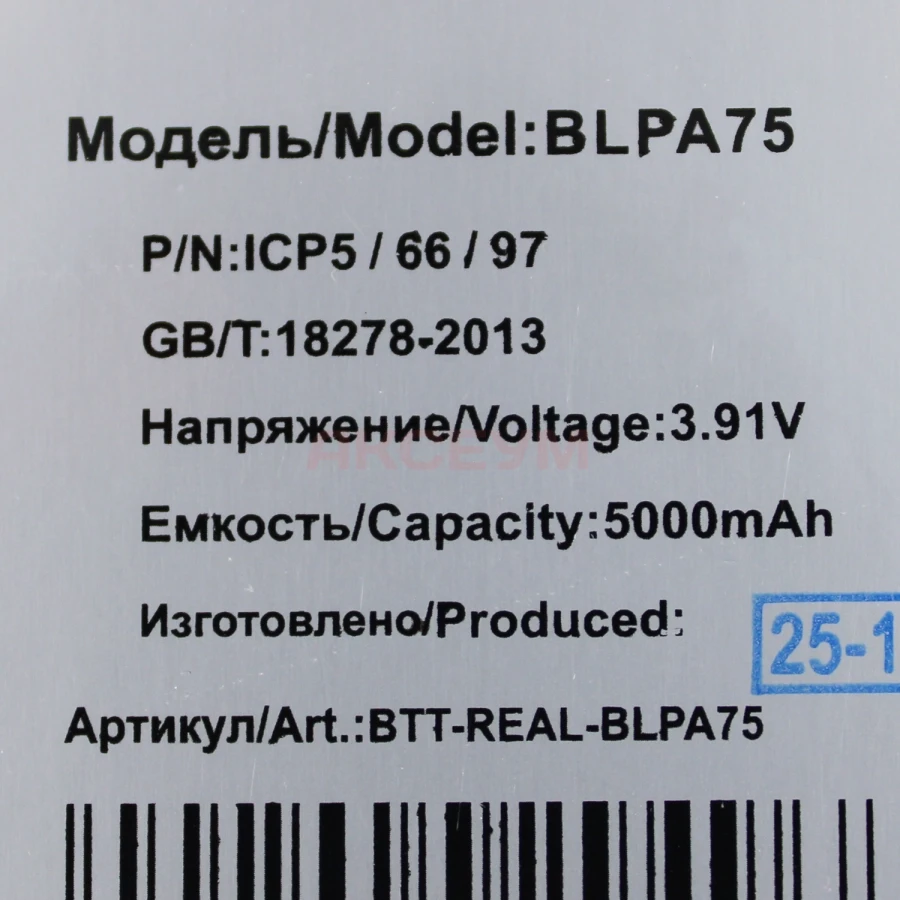 Модель/Model:BLPA75
P/N:ICP5 / 66 / 97
GB/T:18278-2013
Напряжение/Voltage:3.91V
АКСЕУМ
Емкость/Capacity:5000mAh
Изготовлено/Produced:
25-1
Артикул/Art.:BTT-REAL-BLPA75